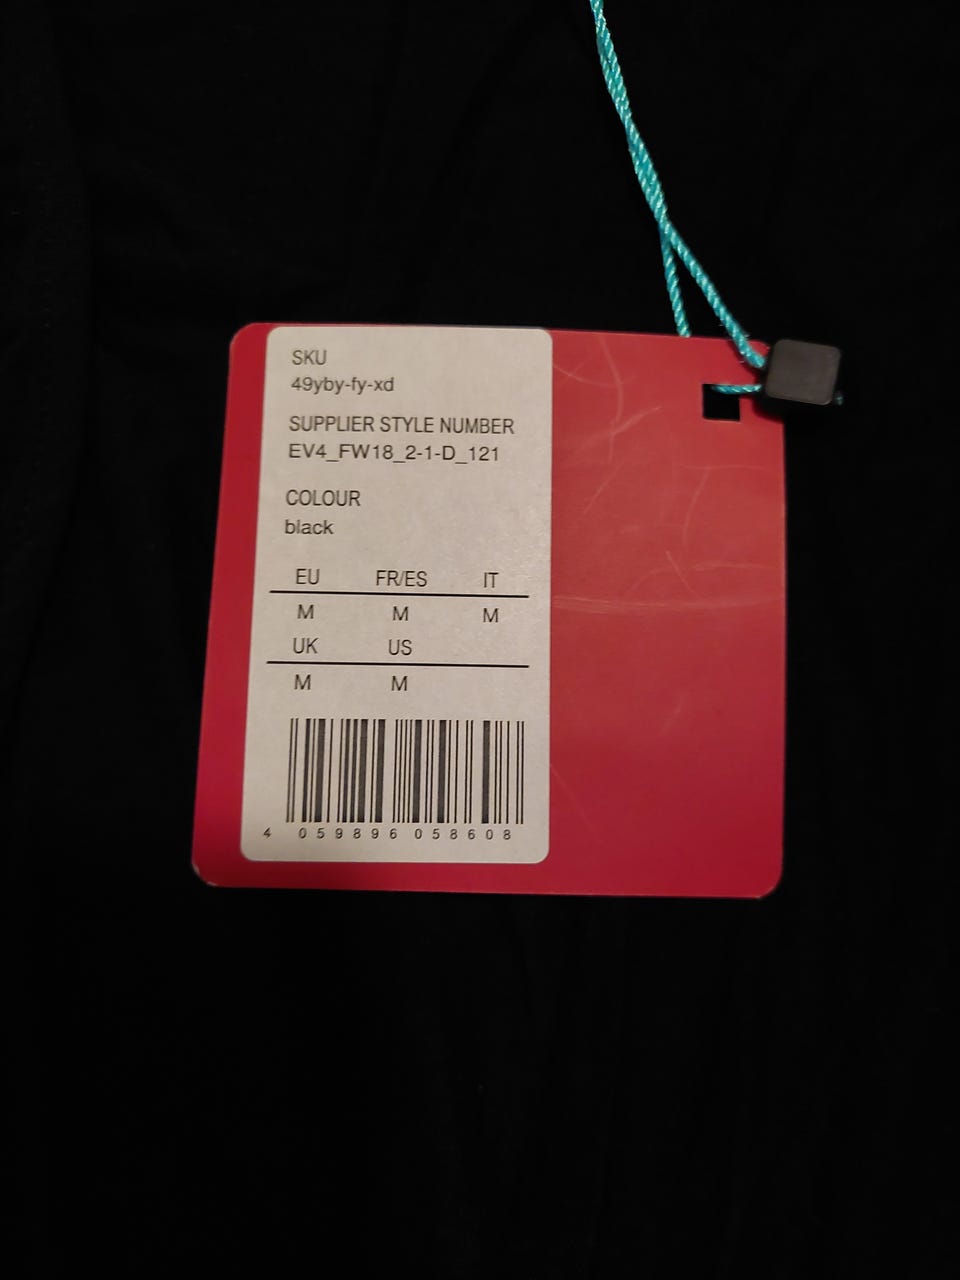 SKU
49yby-fy-xd
SUPPLIER STYLE NUMBER
EV4_FW18_2-1-D_121
COLOUR
black
EU FR/ES IT
M M M
UK US
M M
4 059896 058608